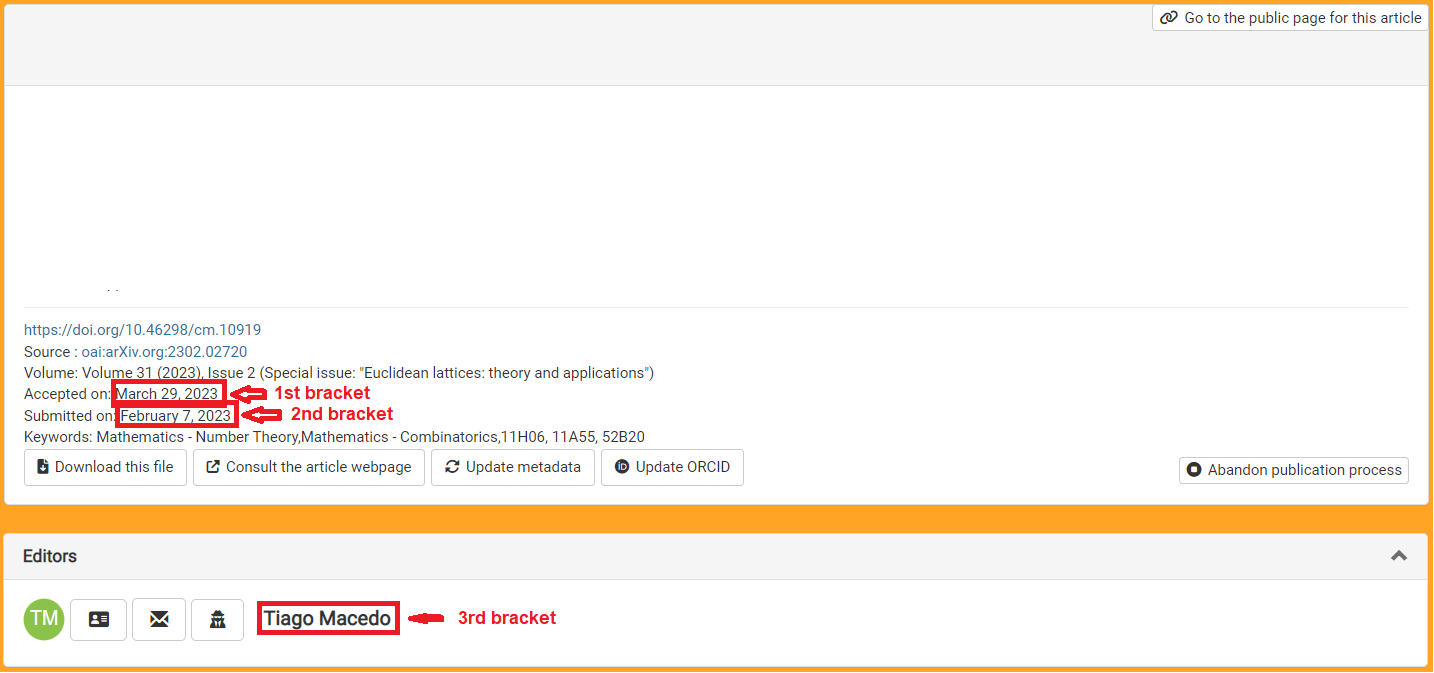 Go to the public page for this article
https://doi.org/10.46298/cm.10919
Source : oai:arXiv.org:2302.02720
Volume: Volume 31 (2023), Issue 2 (Special issue: "Euclidean lattices: theory and applications")
Accepted on: March 29, 2023 1st bracket
Submitted on: February 7, 2023 2nd bracket
Keywords: Mathematics - Number Theory,Mathematics - Combinatorics,11H06, 11A55, 52B20
Download this file Consult the article webpage Update metadata iD Update ORCID Abandon publication process
Editors
TM Tiago Macedo 3rd bracket